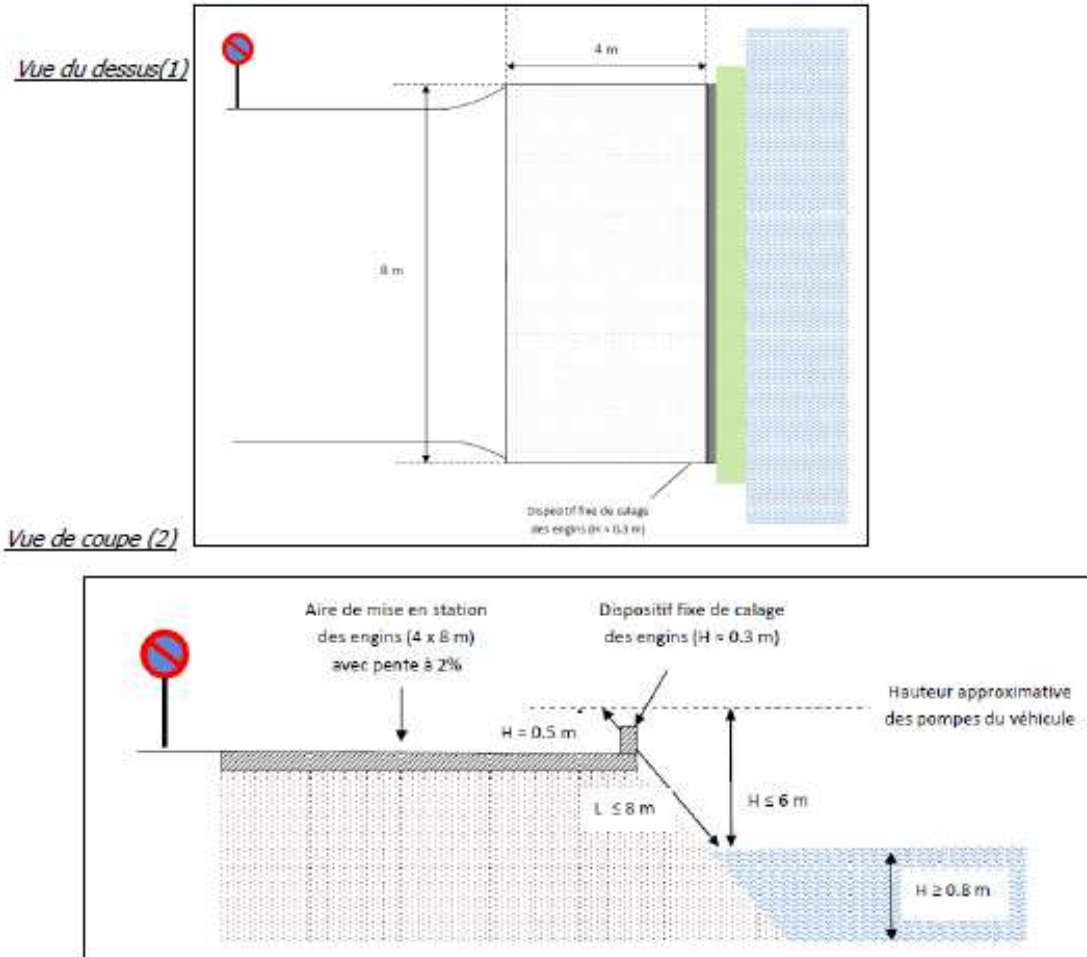 Vue du dessus(1)
4 m
8 m
Dispositif fixe de calage
des engins (H ≈ 0.3 m)
Vue de coupe (2)
Aire de mise en station
des engins (4 x 8 m)
avec pente à 2%
Dispositif fixe de calage
des engins (H ≈ 0.3 m)
Hauteur approximative
des pompes du véhicule
H = 0.5 m
L ≤ 8 m
H ≤ 6 m
H ≥ 0.8 m